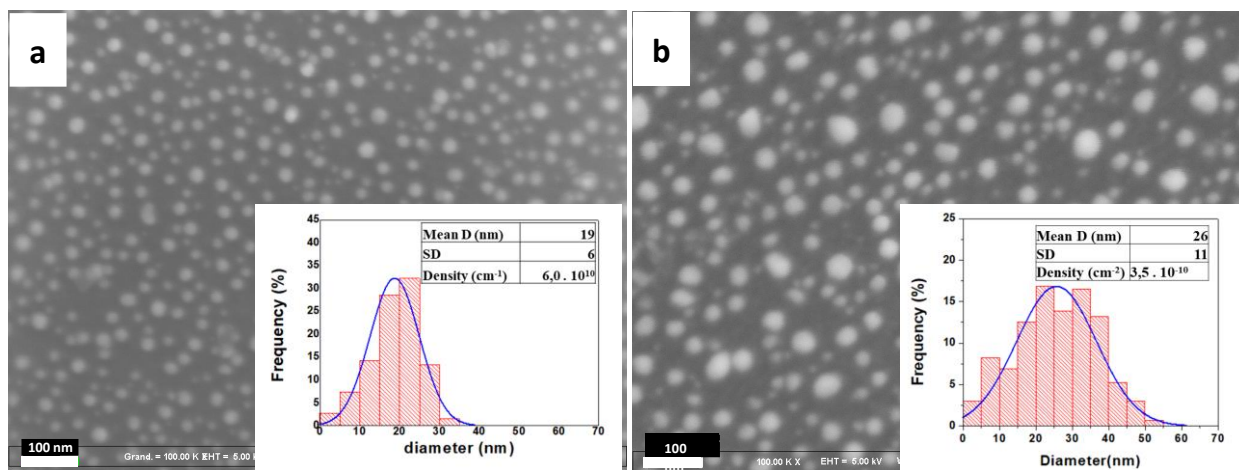 a
Frequency (%)
45
40
35
30
25
20
15
10
5
0
Mean D (nm) 19
SD 6
Density (cm⁻¹) 6,0 . 10¹⁰
0 10 20 30 40 50 60 70
diameter (nm)
100 nm
Grand. = 100.00 K X EHT = 5.00
b
Frequency (%)
25
20
15
10
5
0
Mean D (nm) 26
SD 11
Density (cm⁻²) 3,5 . 10⁻¹⁰
0 10 20 30 40 50 60 70
Diameter(nm)
100
100.00 K X EHT = 5.00 kV